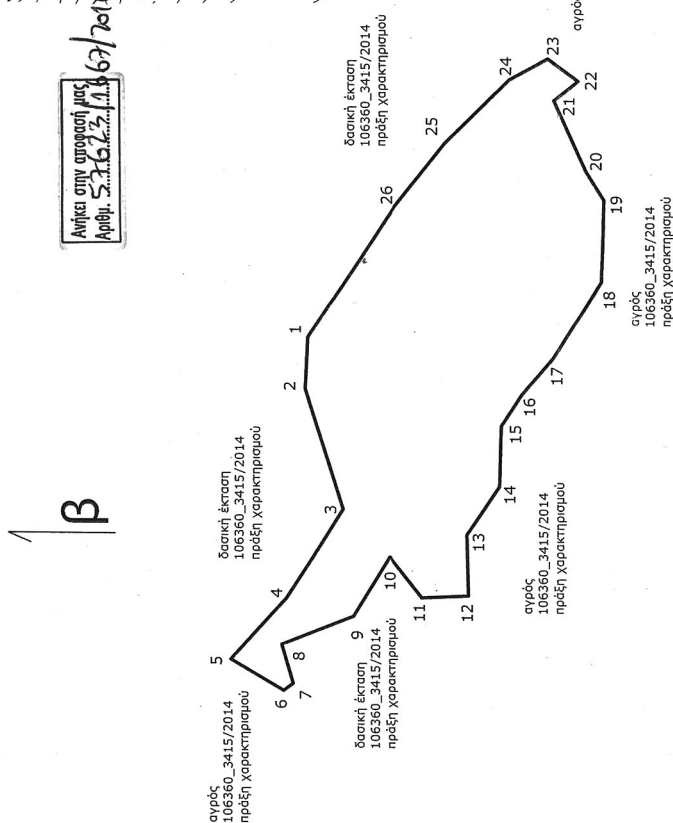 Ανήκει στην απόφασή μας
Αριθμ. 57623/1667/201
β
5
4
3
2
1
26
25
24
23
22
21
20
19
18
17
16
15
14
13
12
11
10
9
8
7
6
αγρός
106360_3415/2014
πράξη χαρακτηρισμού
δασική έκταση
106360_3415/2014
πράξη χαρακτηρισμού
δασική έκταση
106360_3415/2014
πράξη χαρακτηρισμού
δασική έκταση
106360_3415/2014
πράξη χαρακτηρισμού
αγρός
106360_3415/2014
πράξη χαρακτηρισμού
αγρός
106360_3415/2014
πράξη χαρακτηρισμού
αγρός